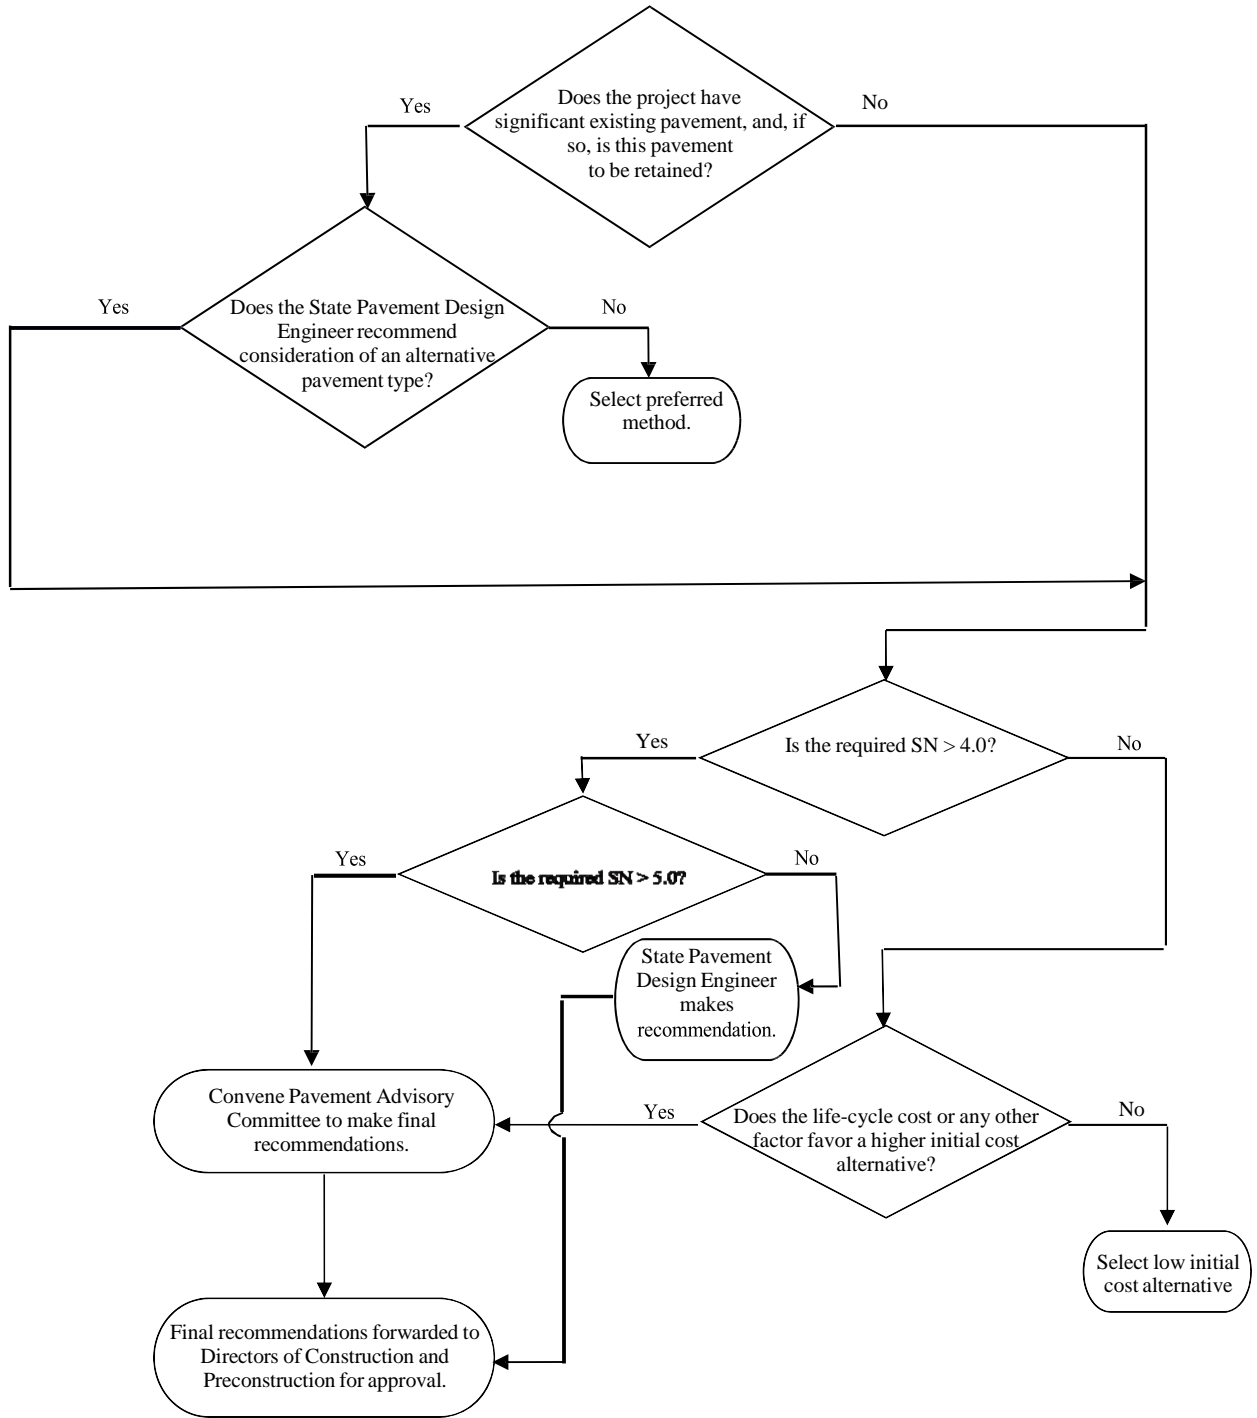 Does the project have
significant existing pavement, and, if
so, is this pavement
to be retained?
Yes
No
Does the State Pavement Design
Engineer recommend
consideration of an alternative
pavement type?
Yes
No
Select preferred
method.
Is the required SN > 4.0?
Yes
No
Is the required SN > 5.0?
Yes
No
State Pavement
Design Engineer
makes
recommendation.
Convene Pavement Advisory
Committee to make final
recommendations.
Does the life-cycle cost or any other
factor favor a higher initial cost
alternative?
Yes
No
Select low initial
cost alternative
Final recommendations forwarded to
Directors of Construction and
Preconstruction for approval.